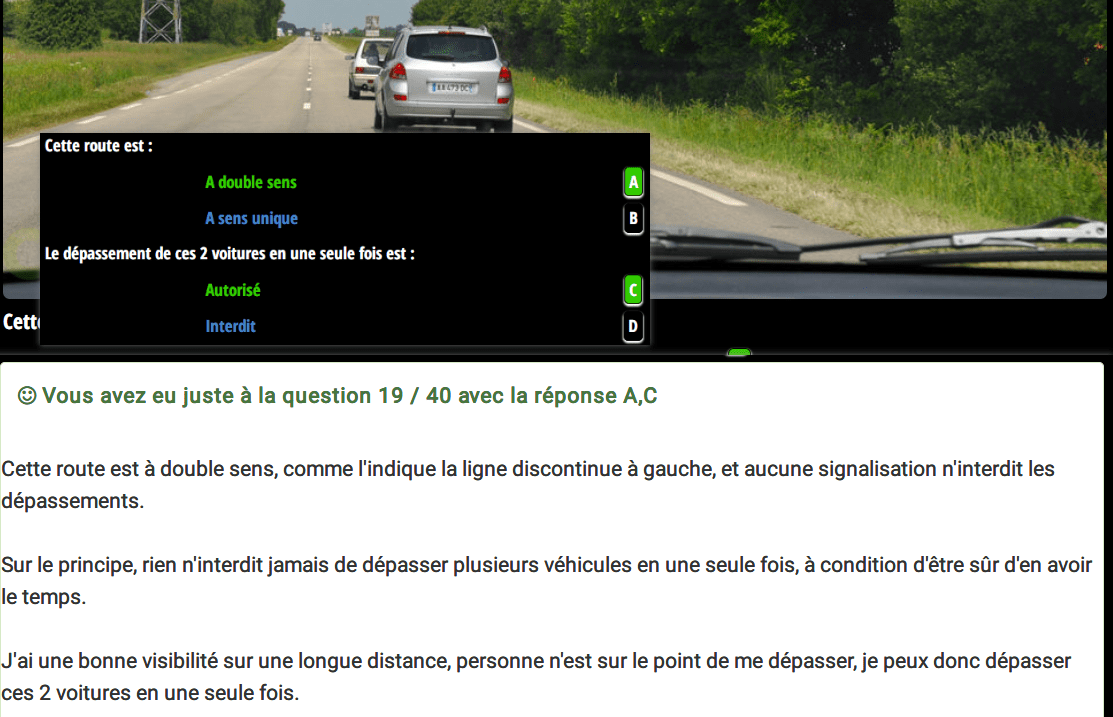 AX-473-DC
Cette route est :
A double sens
A
A sens unique
B
Le dépassement de ces 2 voitures en une seule fois est :
Autorisé
C
Interdit
D
Cette
Vous avez eu juste à la question 19 / 40 avec la réponse A,C
Cette route est à double sens, comme l'indique la ligne discontinue à gauche, et aucune signalisation n'interdit les
dépassements.
Sur le principe, rien n'interdit jamais de dépasser plusieurs véhicules en une seule fois, à condition d'être sûr d'en avoir
le temps.
J'ai une bonne visibilité sur une longue distance, personne n'est sur le point de me dépasser, je peux donc dépasser
ces 2 voitures en une seule fois.